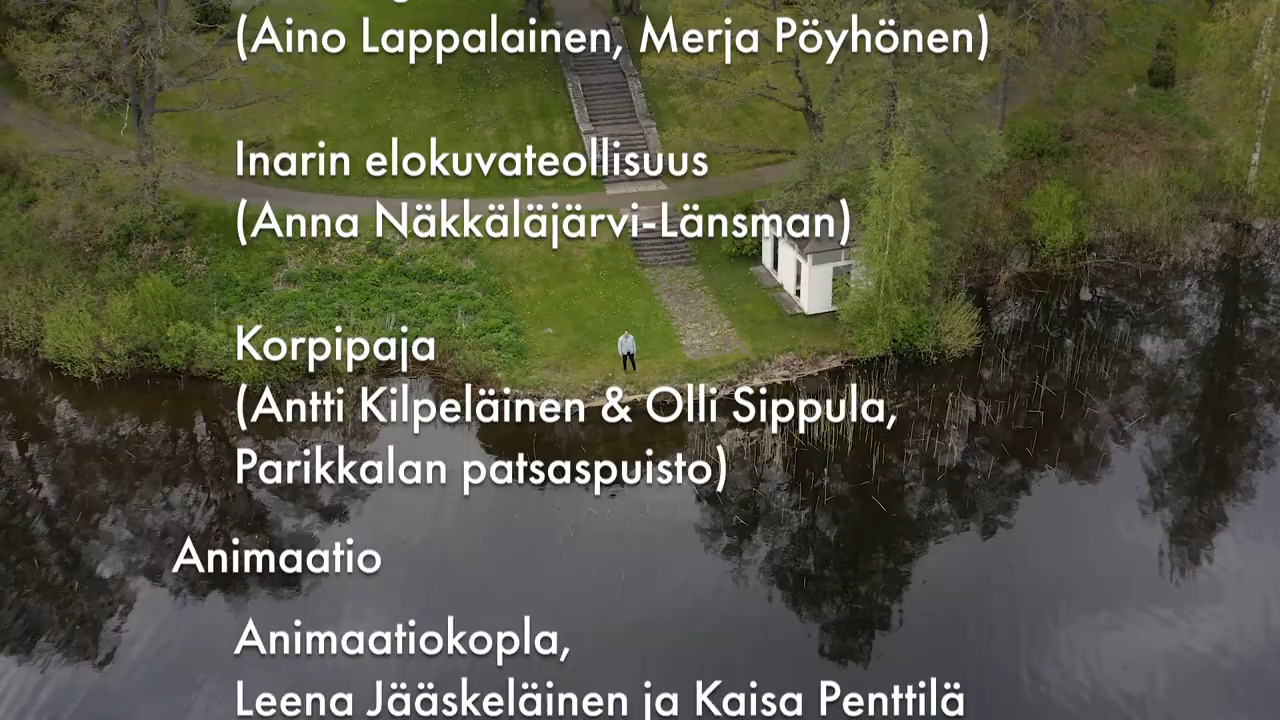 (Aino Lappalainen, Merja Pöyhönen)
Inarin elokuvateollisuus
(Anna Näkkäläjärvi-Länsman)
Korpipaja
(Antti Kilpeläinen & Olli Sippula,
Parikkalan patsaspuisto)
Animaatio
Animaatiokopla,
Leena Jääskeläinen ja Kaisa Penttilä